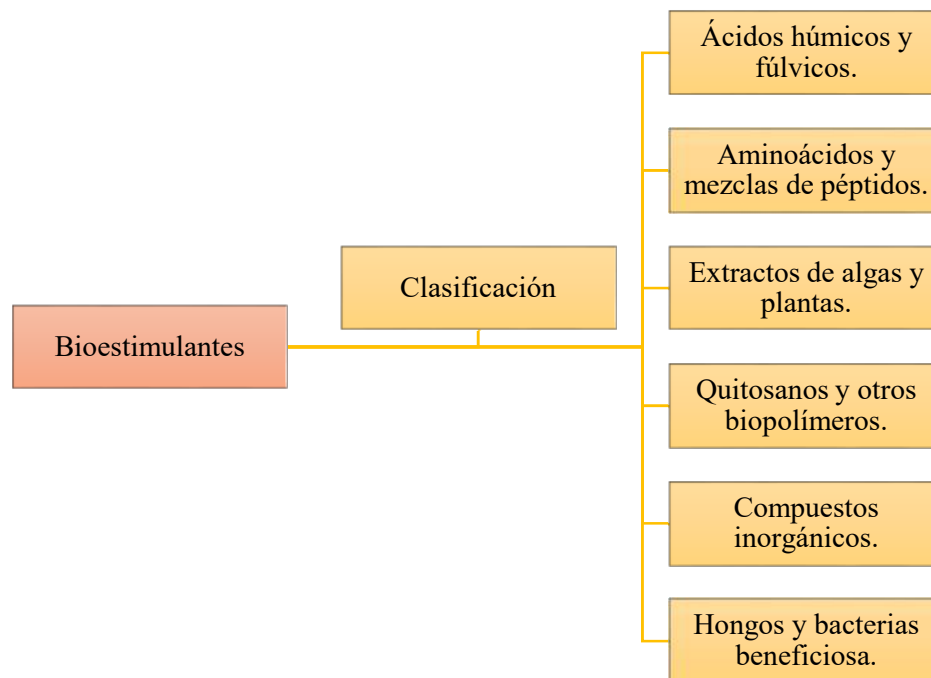 Bioestimulantes
Clasificación
Ácidos húmicos y
fúlvicos.
Aminoácidos y
mezclas de péptidos.
Extractos de algas y
plantas.
Quitosanos y otros
biopolímeros.
Compuestos
inorgánicos.
Hongos y bacterias
beneficiosa.